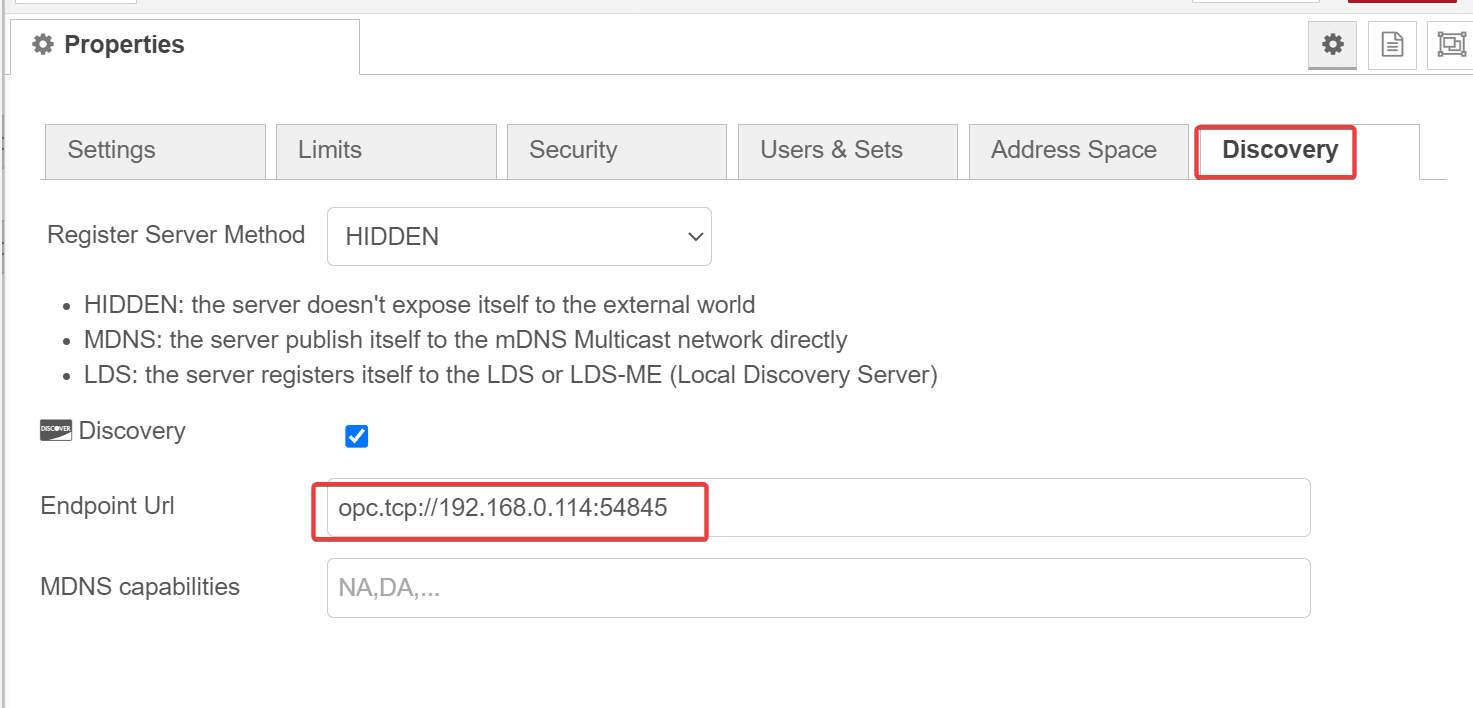 Properties
Settings
Limits
Security
Users & Sets
Address Space
Discovery
Register Server Method
HIDDEN
HIDDEN: the server doesn't expose itself to the external world
MDNS: the server publish itself to the mDNS Multicast network directly
LDS: the server registers itself to the LDS or LDS-ME (Local Discovery Server)
DISCOVER Discovery
Endpoint Url
opc.tcp://192.168.0.114:54845
MDNS capabilities
NA,DA,...